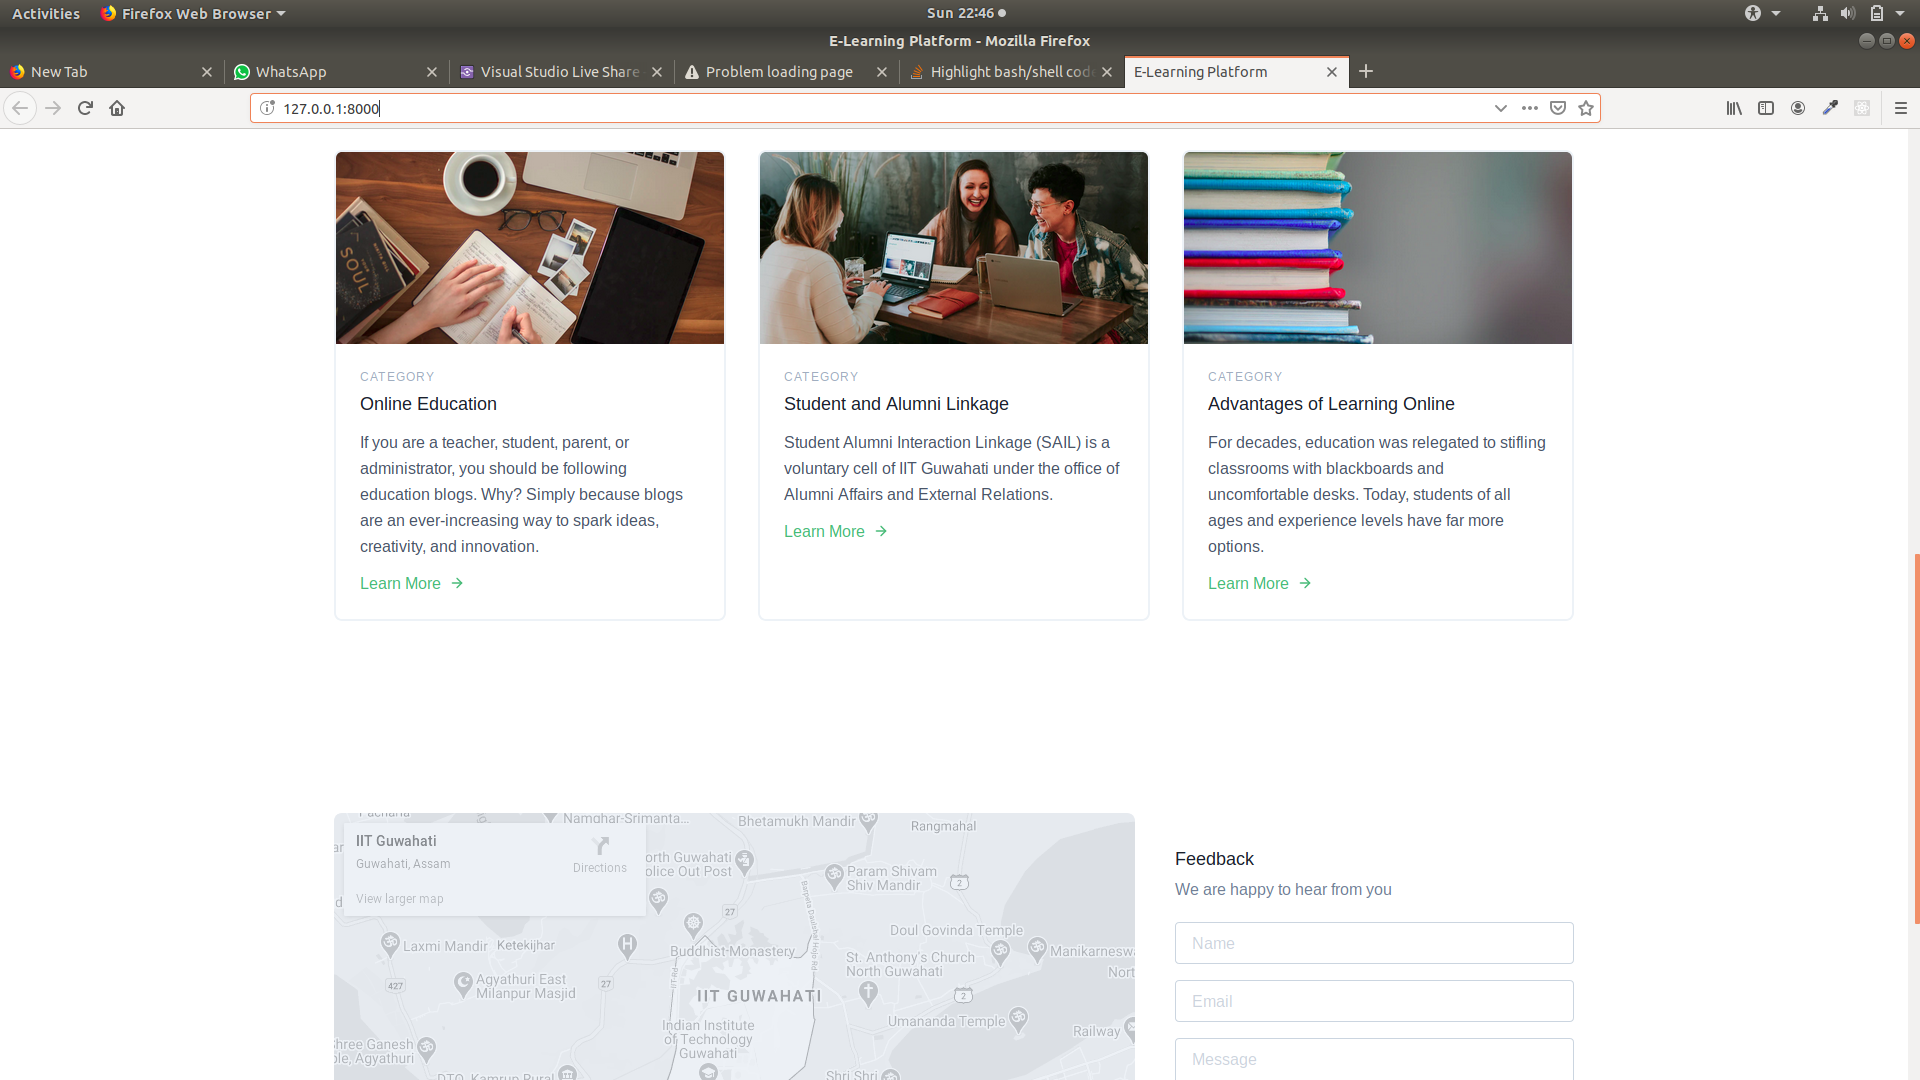 Activities
Firefox Web Browser
Sun 22:46
E-Learning Platform - Mozilla Firefox
New Tab
WhatsApp
Visual Studio Live Share
Problem loading page
Highlight bash/shell cod
E-Learning Platform
127.0.0.1:8000
SOUL
CATEGORY
Online Education
If you are a teacher, student, parent, or
administrator, you should be following
education blogs. Why? Simply because blogs
are an ever-increasing way to spark ideas,
creativity, and innovation.
Learn More
CATEGORY
Student and Alumni Linkage
Student Alumni Interaction Linkage (SAIL) is a
voluntary cell of IIT Guwahati under the office of
Alumni Affairs and External Relations.
Learn More
CATEGORY
Advantages of Learning Online
For decades, education was relegated to stifling
classrooms with blackboards and
uncomfortable desks. Today, students of all
ages and experience levels have far more
options.
Learn More
IIT Guwahati
Guwahati, Assam
Directions
View larger map
Namghar-Srimanta...
Bhetamukh Mandir
Rangmahal
orth Guwahati
olice Out Post
Param Shivam
Shiv Mandir
2
27
Laxmi Mandir
Ketekijhar
H
Buddhist Monastery
Doul Govinda Temple
St. Anthony's Church
North Guwahati
Manikarneswa
Nort
427
Agyathuri East
Milanpur Masjid
27
IIT GUWAHATI
2
Indian Institute
of Technology
Guwahati
Umananda Temple
Railway
hree Ganesh
ple, Agyathuri
DTO, Kamrup Rural
Shri Shri
Feedback
We are happy to hear from you
Name
Email
Message